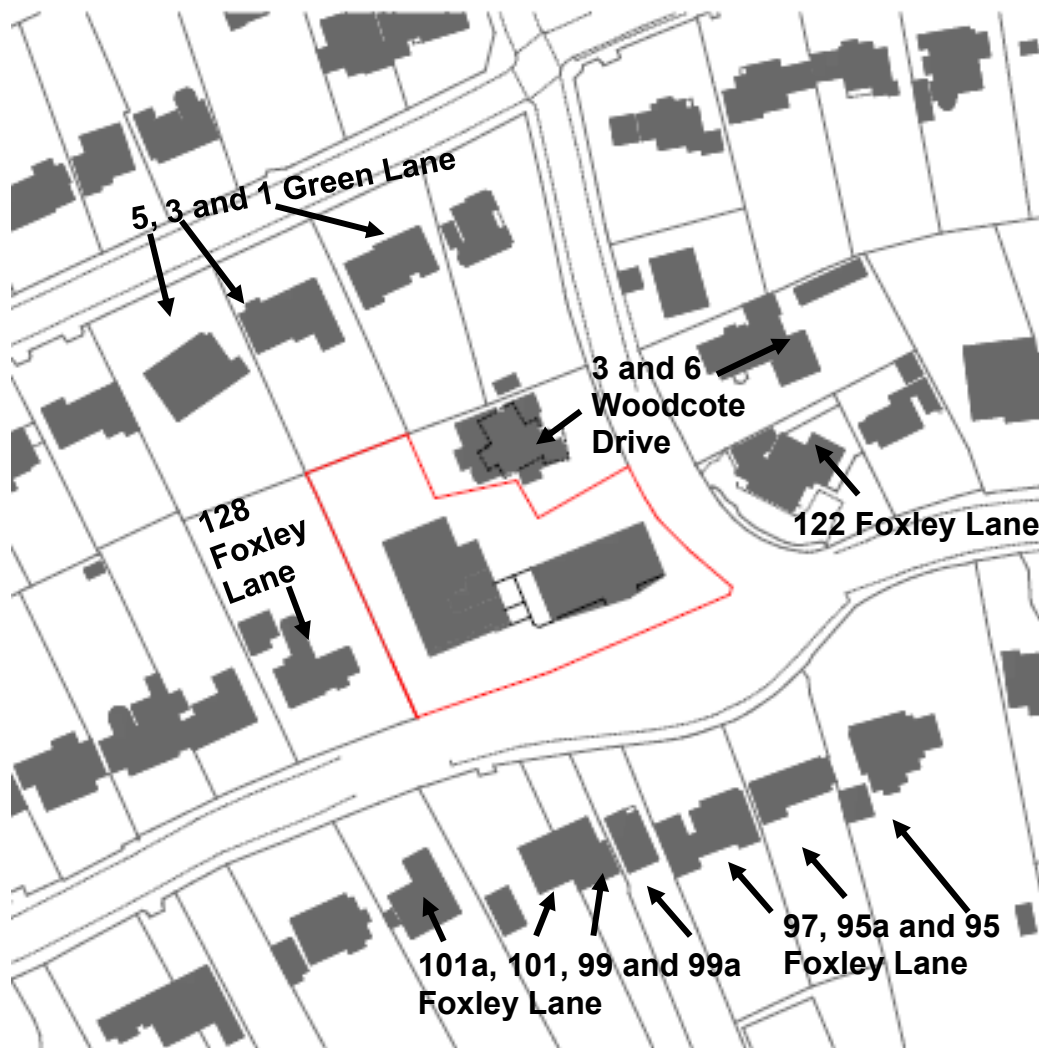 5, 3 and 1 Green Lane
3 and 6
Woodcote
Drive
128
Foxley
Lane
122 Foxley Lane
97, 95a and 95
Foxley Lane
101a, 101, 99 and 99a
Foxley Lane